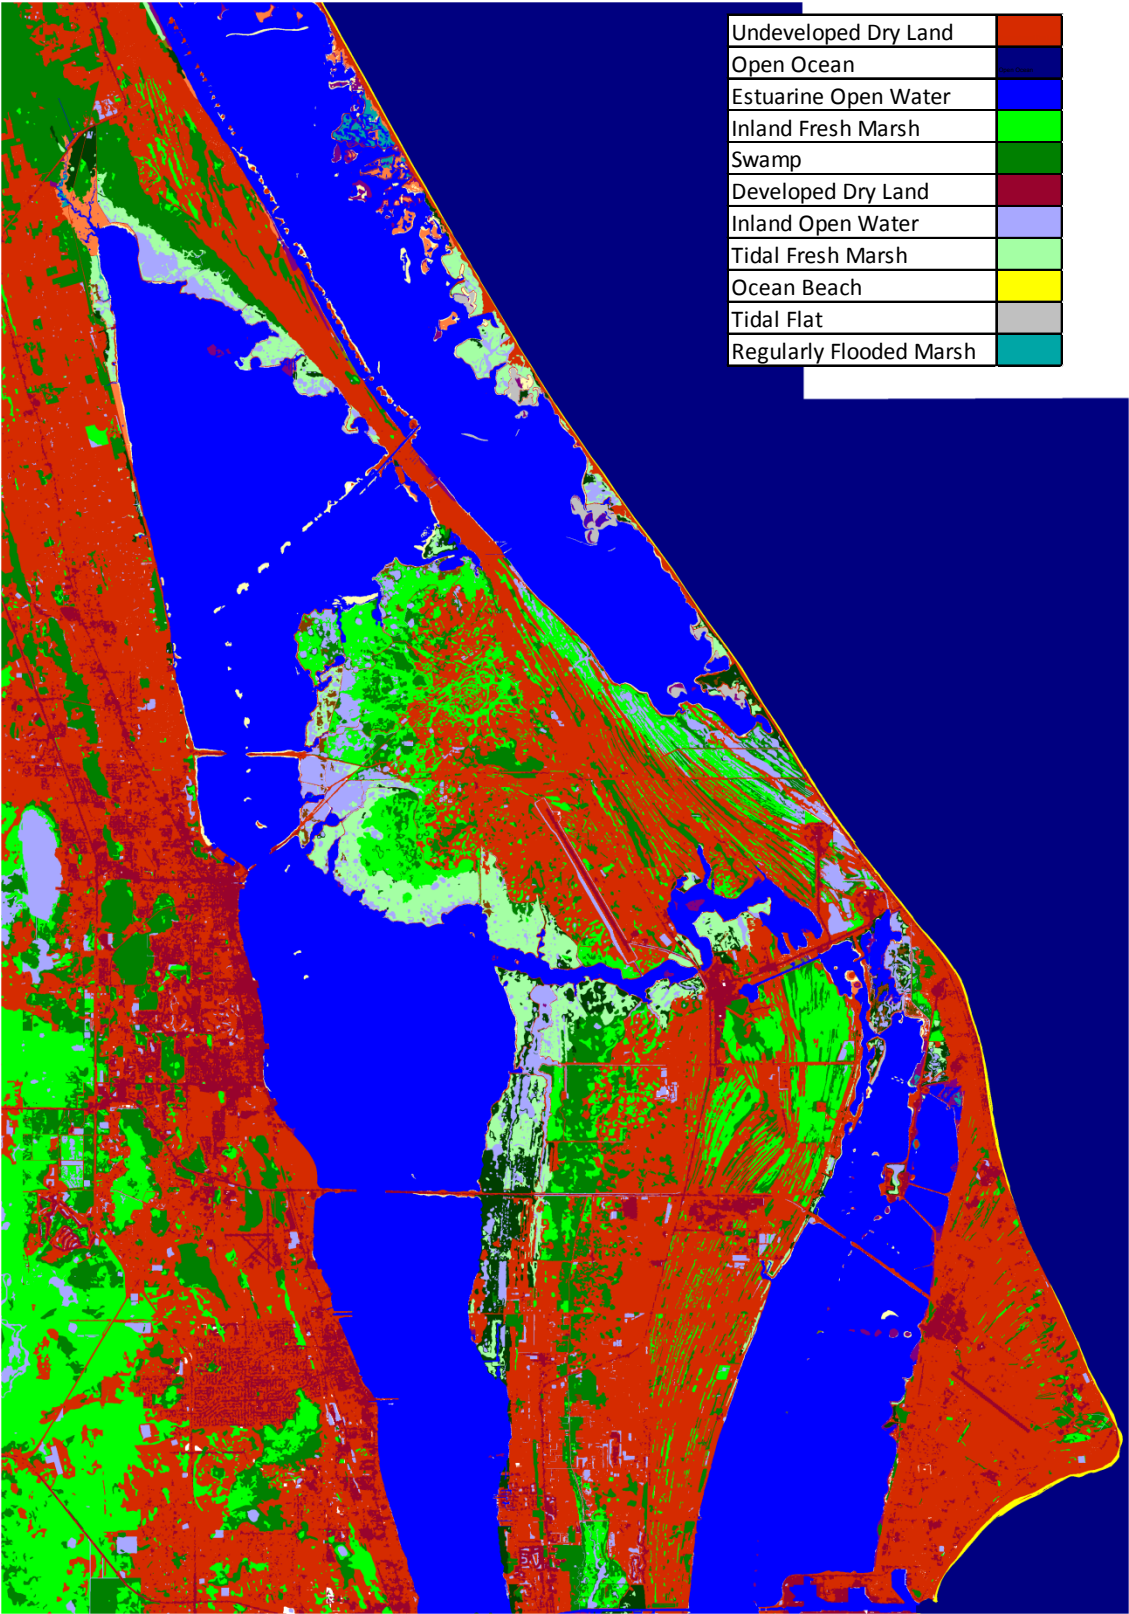 Undeveloped Dry Land
Open Ocean
Estuarine Open Water
Inland Fresh Marsh
Swamp
Developed Dry Land
Inland Open Water
Tidal Fresh Marsh
Ocean Beach
Tidal Flat
Regularly Flooded Marsh